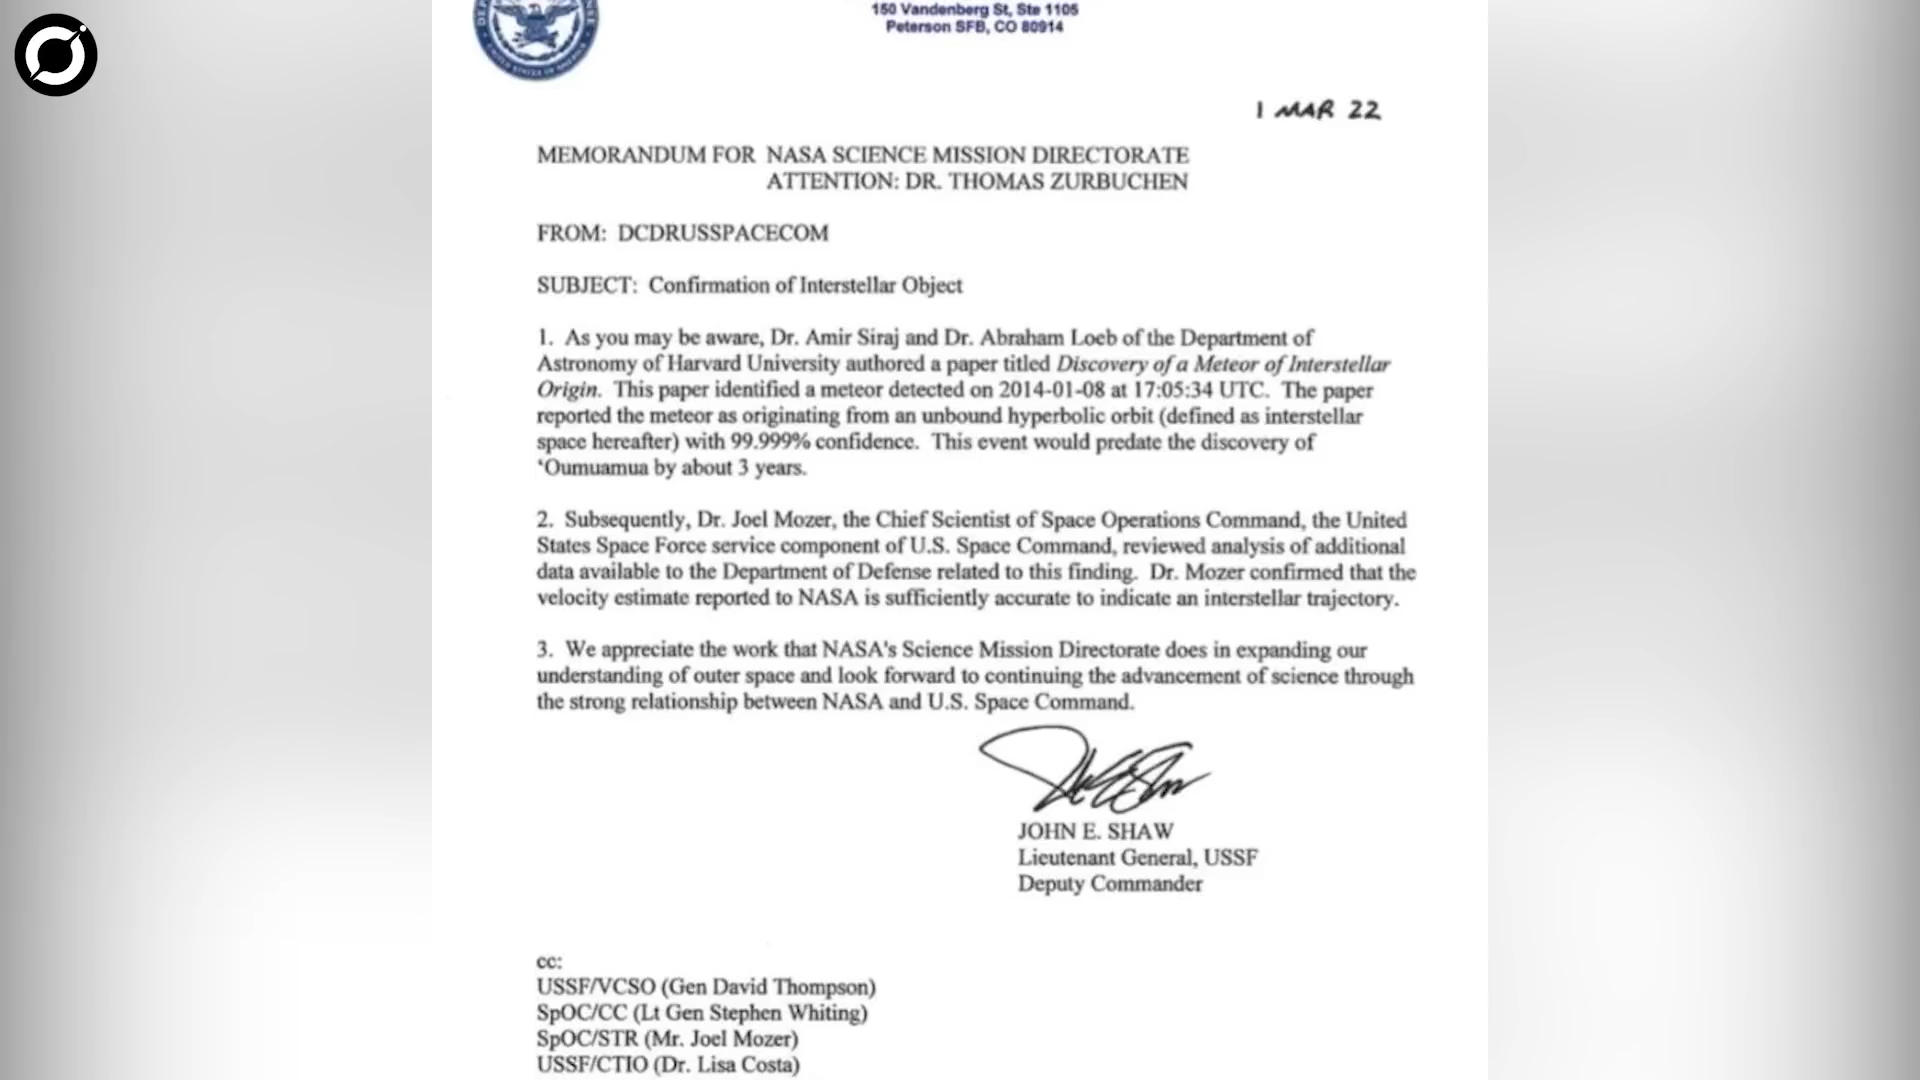 150 Vandenberg St, Ste 1105
Peterson SFB, CO 80914
1 MAR 22
MEMORANDUM FOR NASA SCIENCE MISSION DIRECTORATE
ATTENTION: DR. THOMAS ZURBUCHEN
FROM: DCDRUSSPACECOM
SUBJECT: Confirmation of Interstellar Object
1. As you may be aware, Dr. Amir Siraj and Dr. Abraham Loeb of the Department of
Astronomy of Harvard University authored a paper titled Discovery of a Meteor of Interstellar
Origin. This paper identified a meteor detected on 2014-01-08 at 17:05:34 UTC. The paper
reported the meteor as originating from an unbound hyperbolic orbit (defined as interstellar
space hereafter) with 99.999% confidence. This event would predate the discovery of
‘Oumuamua by about 3 years.
2. Subsequently, Dr. Joel Mozer, the Chief Scientist of Space Operations Command, the United
States Space Force service component of U.S. Space Command, reviewed analysis of additional
data available to the Department of Defense related to this finding. Dr. Mozer confirmed that the
velocity estimate reported to NASA is sufficiently accurate to indicate an interstellar trajectory.
3. We appreciate the work that NASA's Science Mission Directorate does in expanding our
understanding of outer space and look forward to continuing the advancement of science through
the strong relationship between NASA and U.S. Space Command.
JOHN E. SHAW
Lieutenant General, USSF
Deputy Commander
cc:
USSF/VCSO (Gen David Thompson)
SpOC/CC (Lt Gen Stephen Whiting)
SpOC/STR (Mr. Joel Mozer)
USSF/CTIO (Dr. Lisa Costa)